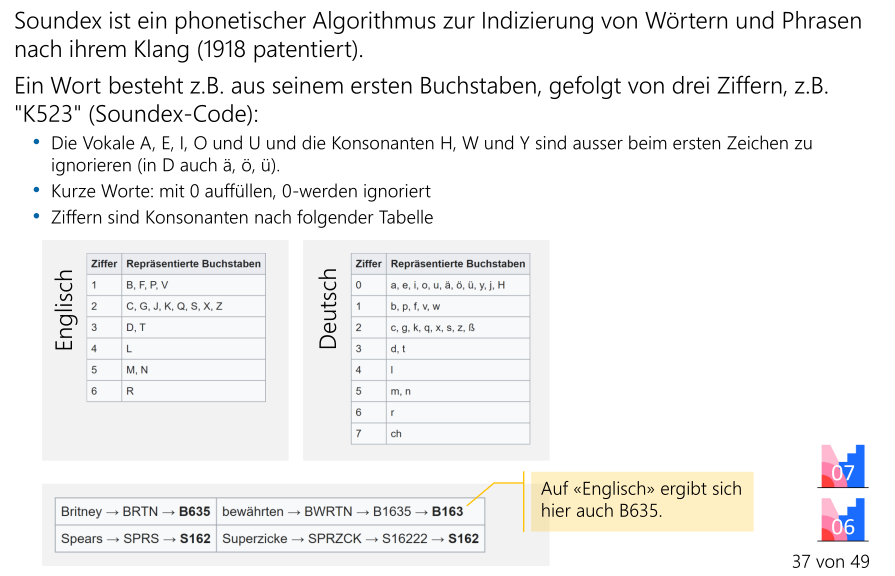 Soundex ist ein phonetischer Algorithmus zur Indizierung von Wörtern und Phrasen
nach ihrem Klang (1918 patentiert).
Ein Wort besteht z.B. aus seinem ersten Buchstaben, gefolgt von drei Ziffern, z.B.
"K523" (Soundex-Code):
• Die Vokale A, E, I, O und U und die Konsonanten H, W und Y sind ausser beim ersten Zeichen zu
ignorieren (in D auch ä, ö, ü).
• Kurze Worte: mit 0 auffüllen, 0-werden ignoriert
• Ziffern sind Konsonanten nach folgender Tabelle
Englisch
Ziffer Repräsentierte Buchstaben
1 B, F, P, V
2 C, G, J, K, Q, S, X, Z
3 D, T
4 L
5 M, N
6 R
Deutsch
Ziffer Repräsentierte Buchstaben
0 a, e, i, o, u, ä, ö, ü, y, j, H
1 b, p, f, v, w
2 c, g, k, q, x, s, z, ß
3 d, t
4 l
5 m, n
6 r
7 ch
Britney → BRTN → B635 bewährten → BWRTN → B1635 → B163
Spears → SPRS → S162 Superzicke → SPRZCK → S16222 → S162
Auf «Englisch» ergibt sich
hier auch B635.
07
06
37 von 49